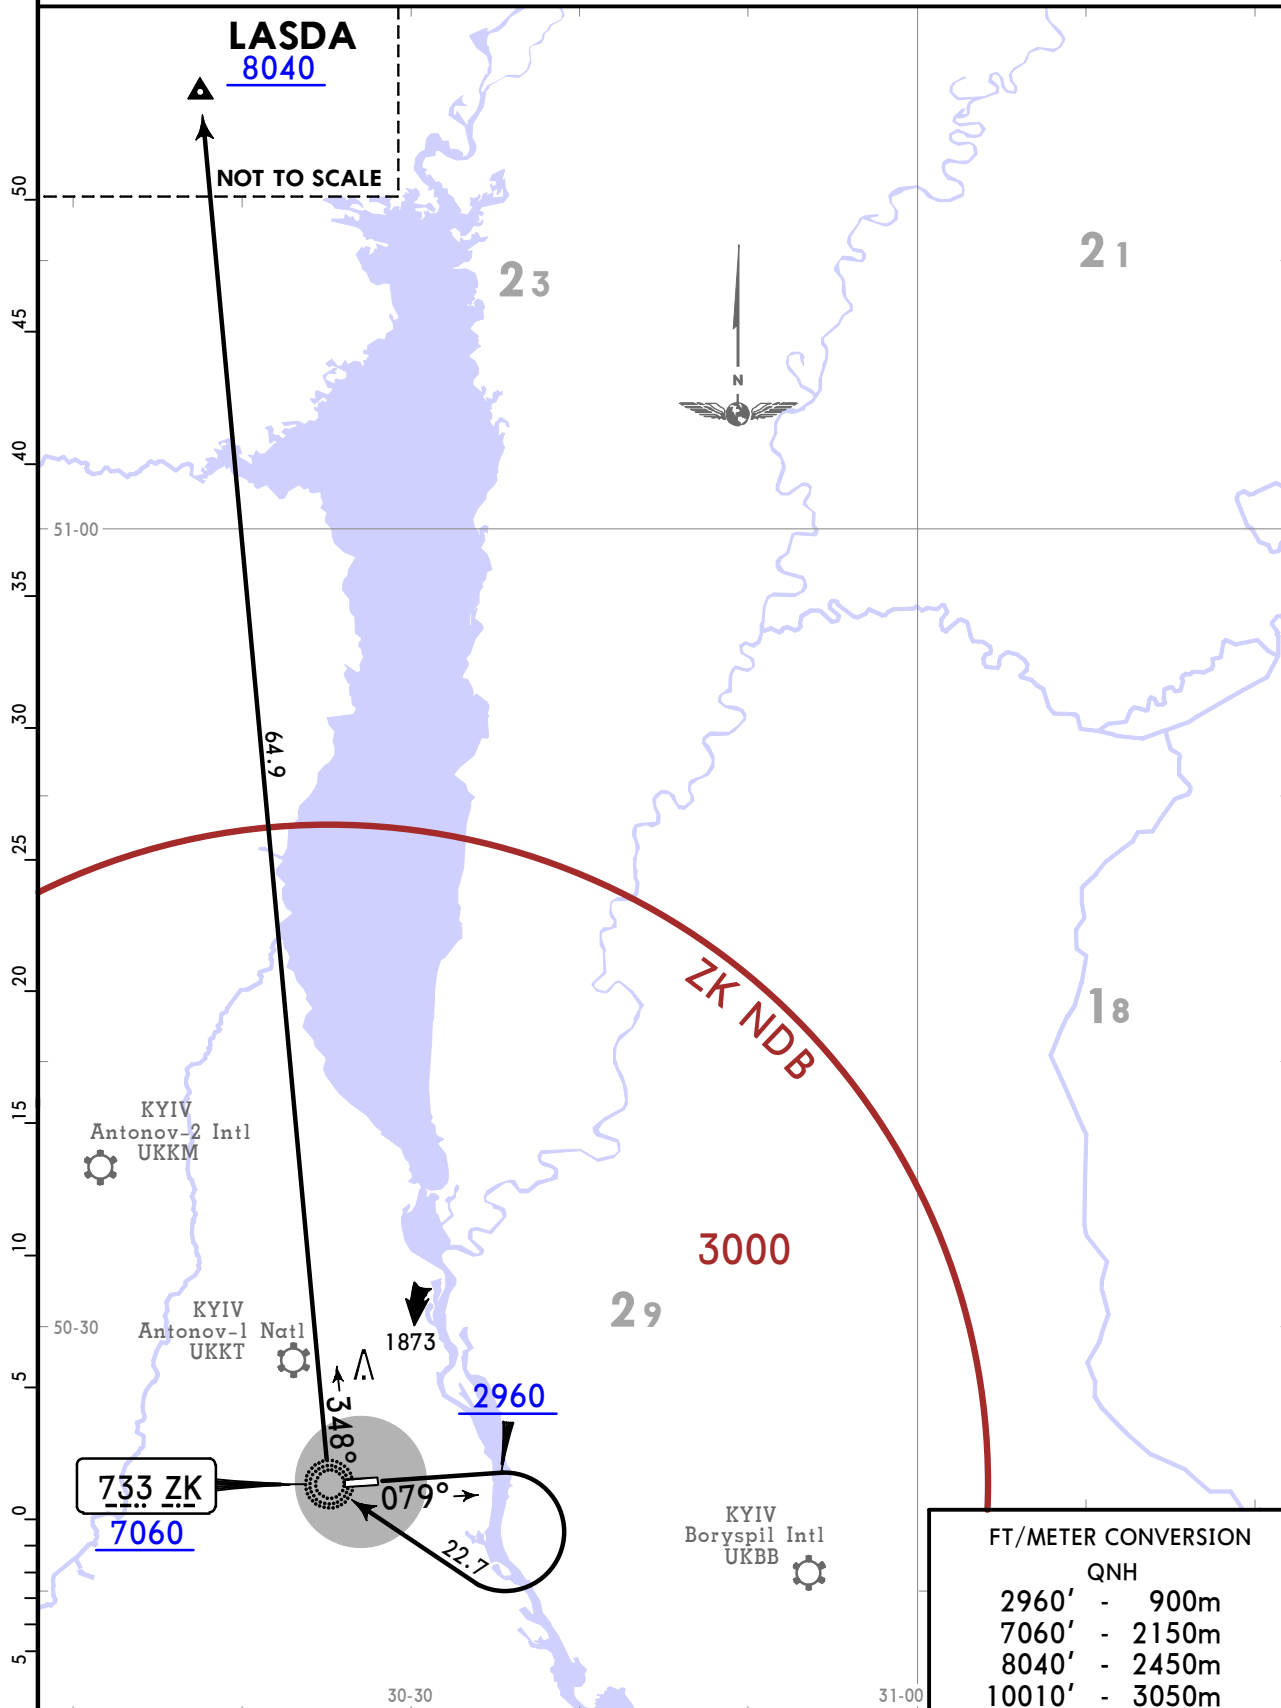 LASDA
8040
NOT TO SCALE
50
23
21
45
N
40
51-00
35
30
64.9
25
20
ZK NDB
18
15
KYIV
Antonov-2 Intl
UKKM
10
3000
KYIV
Antonov-1 Natl
UKKT
29
50-30
1873
5
348°
2960
733 ZK
7060
079°
0
22.7
KYIV
Boryspil Intl
UKBB
5
30-30
31-00
FT/METER CONVERSION
QNH
2960' - 900m
7060' - 2150m
8040' - 2450m
10010' - 3050m